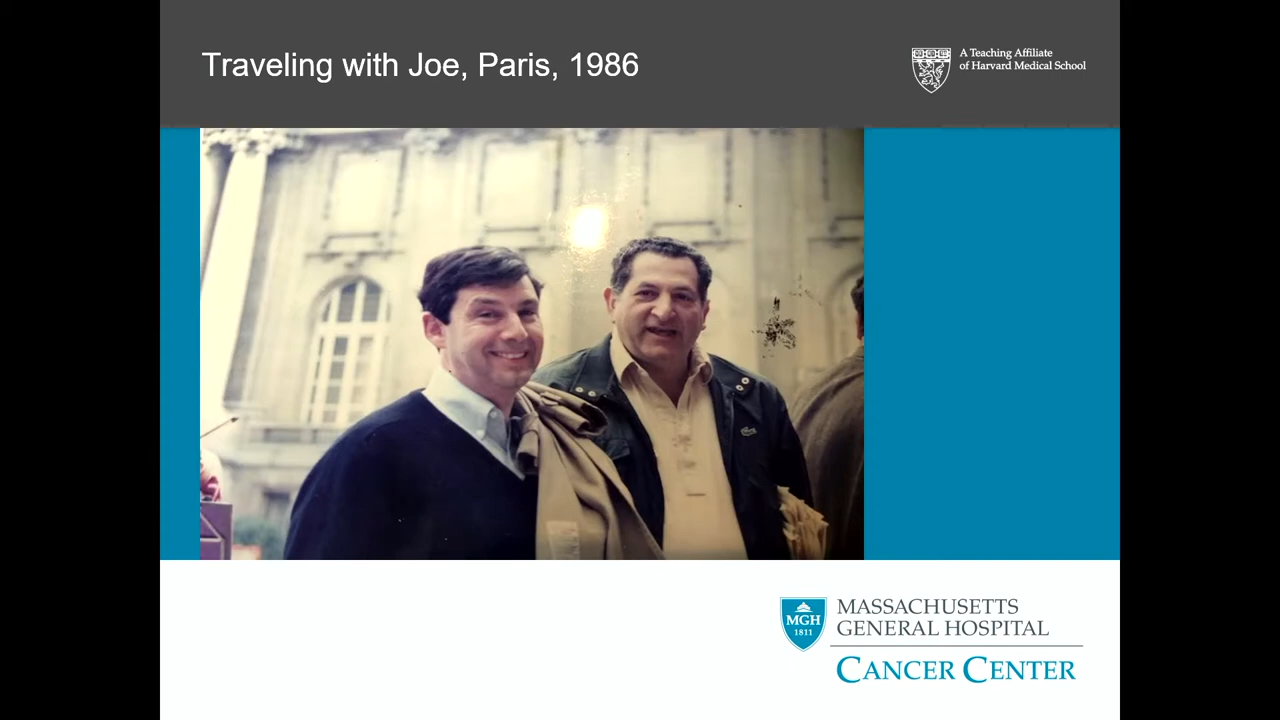 Traveling with Joe, Paris, 1986
A Teaching Affiliate
of Harvard Medical School
MGH
1811
MASSACHUSETTS
GENERAL HOSPITAL
CANCER CENTER